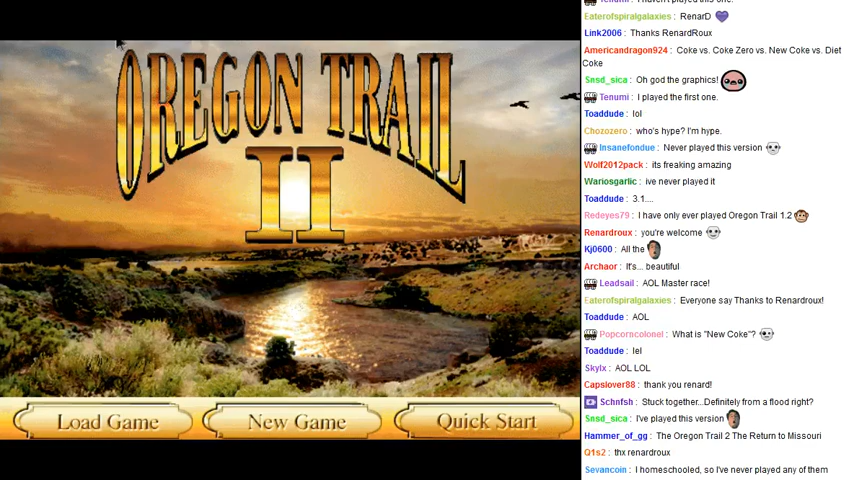 OREGON TRAIL
II
Load Game
New Game
Quick Start
Tenumi : I haven't played this one.
Eaterofspiralgalaxies : RenarD
Link2006 : Thanks RenardRoux
Americandragon924 : Coke vs. Coke Zero vs. New Coke vs. Diet
Coke
Snsd_sica : Oh god the graphics!
Tenumi : I played the first one.
Toaddude : lol
Chozozero : who's hype? I'm hype.
Insanefondue : Never played this version
Wolf2012pack : its freaking amazing
Wariosgarlic : ive never played it
Toaddude : 3.1....
Redeyes79 : I have only ever played Oregon Trail 1.2
Renardroux : you're welcome
Kj0600 : All the
Archaor : It's... beautiful
Leadsail : AOL Master race!
Eaterofspiralgalaxies : Everyone say Thanks to Renardroux!
Toaddude : AOL
Popcorncolonel : What is "New Coke"?
Toaddude : lel
Skylx : AOL LOL
Capslover88 : thank you renard!
Schnfsh : Stuck together...Definitely from a flood right?
Snsd_sica : I've played this version
Hammer_of_gg : The Oregon Trail 2 The Return to Missouri
Q1s2 : thx renardroux
Sevancoin : I homeschooled, so I've never played any of them